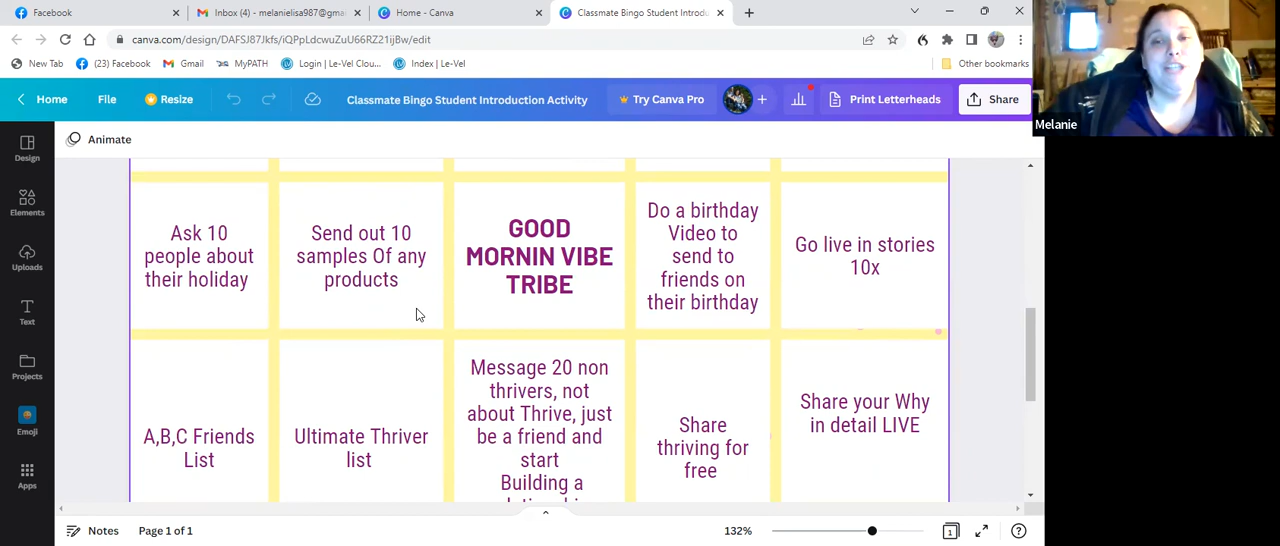 Facebook
Inbox (4) - melanielisa987@gma
Home - Canva
Classmate Bingo Student Introdu
canva.com/design/DAFSJ87Jkfs/iQPpLdcwuZuU66RZ21ijBw/edit
New Tab
(23) Facebook
Gmail
MyPATH
Login | Le-Vel Clou...
Index | Le-Vel
Other bookmarks
Home
File
Resize
Classmate Bingo Student Introduction Activity
Try Canva Pro
Print Letterheads
Share
Melanie
Design
Elements
Uploads
Text
Projects
Emoji
Apps
Animate
Ask 10
people about
their holiday
Send out 10
samples Of any
products
GOOD
MORNIN VIBE
TRIBE
Do a birthday
Video to
send to
friends on
their birthday
Go live in stories
10x
A,B,C Friends
List
Ultimate Thriver
list
Message 20 non
thrivers, not
about Thrive, just
be a friend and
start
Building a
Share
thriving for
free
Share your Why
in detail LIVE
Notes
Page 1 of 1
132%
1